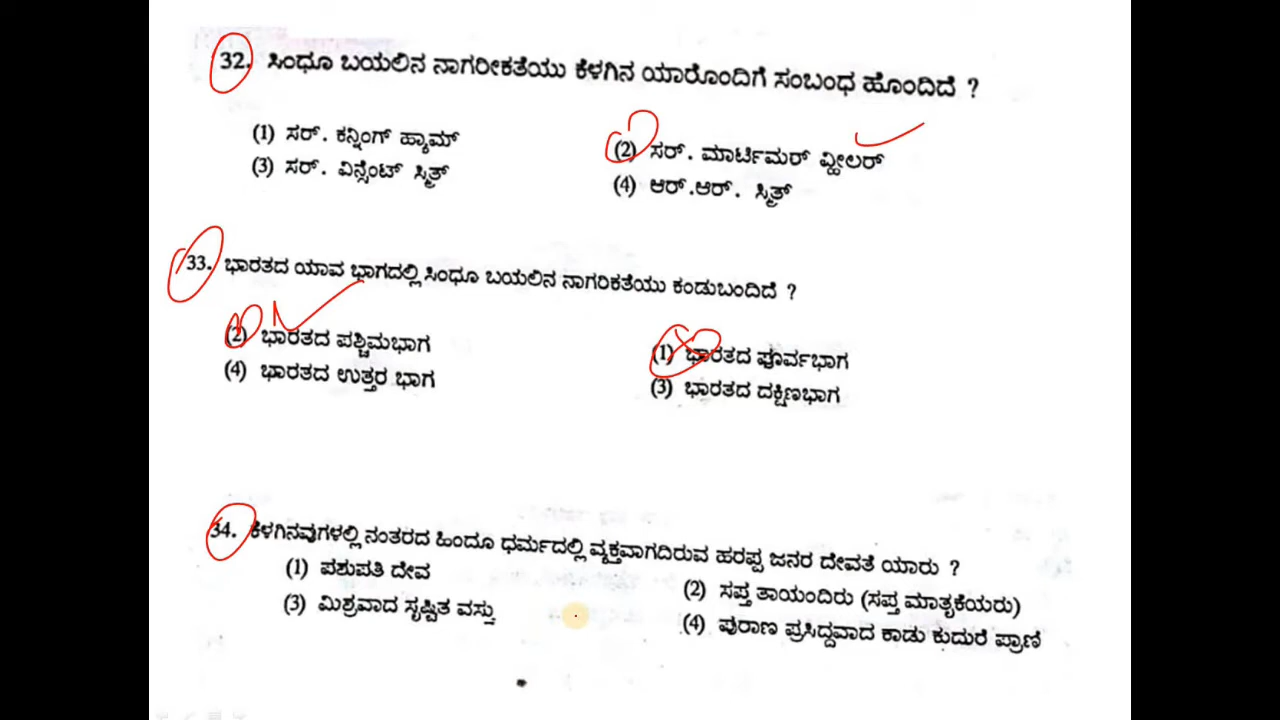 32. ಸಿಂಧೂ ಬಯಲಿನ ನಾಗರೀಕತೆಯು ಕೆಳಗಿನ ಯಾರೊಂದಿಗೆ ಸಂಬಂಧ ಹೊಂದಿದೆ ?
(1) ಸರ್. ಕನ್ನಿಂಗ್ ಹ್ಯಾಮ್ (2) ಸರ್. ಮಾರ್ಟಿಮರ್ ವ್ಹೀಲರ್
(3) ಸರ್. ವಿನ್ಸೆಂಟ್ ಸ್ಮಿತ್ (4) ಆರ್.ಆರ್. ಸ್ಮಿತ್
33. ಭಾರತದ ಯಾವ ಭಾಗದಲ್ಲಿ ಸಿಂಧೂ ಬಯಲಿನ ನಾಗರಿಕತೆಯು ಕಂಡುಬಂದಿದೆ ?
(2) ಭಾರತದ ಪಶ್ಚಿಮಭಾಗ (1) ಭಾರತದ ಪೂರ್ವಭಾಗ
(4) ಭಾರತದ ಉತ್ತರ ಭಾಗ (3) ಭಾರತದ ದಕ್ಷಿಣಭಾಗ
34. ಕೆಳಗಿನವುಗಳಲ್ಲಿ ನಂತರದ ಹಿಂದೂ ಧರ್ಮದಲ್ಲಿ ವ್ಯಕ್ತವಾಗದಿರುವ ಹರಪ್ಪ ಜನರ ದೇವತೆ ಯಾರು ?
(1) ಪಶುಪತಿ ದೇವ (2) ಸಪ್ತ ತಾಯಂದಿರು (ಸಪ್ತ ಮಾತೃಕೆಯರು)
(3) ಮಿಶ್ರವಾದ ಸೃಷ್ಟಿತ ವಸ್ತು (4) ಪುರಾಣ ಪ್ರಸಿದ್ದವಾದ ಕಾಡು ಕುದುರೆ ಪ್ರಾಣಿ